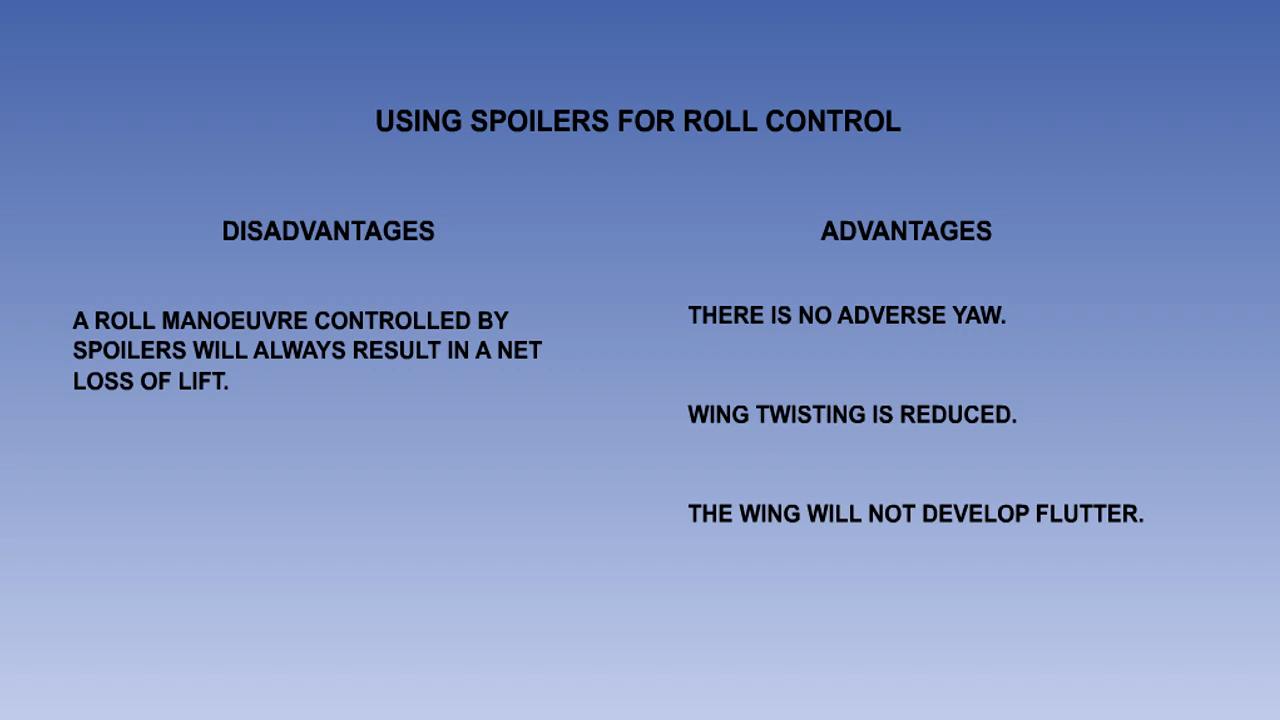 USING SPOILERS FOR ROLL CONTROL
DISADVANTAGES
A ROLL MANOEUVRE CONTROLLED BY
SPOILERS WILL ALWAYS RESULT IN A NET
LOSS OF LIFT.
ADVANTAGES
THERE IS NO ADVERSE YAW.
WING TWISTING IS REDUCED.
THE WING WILL NOT DEVELOP FLUTTER.